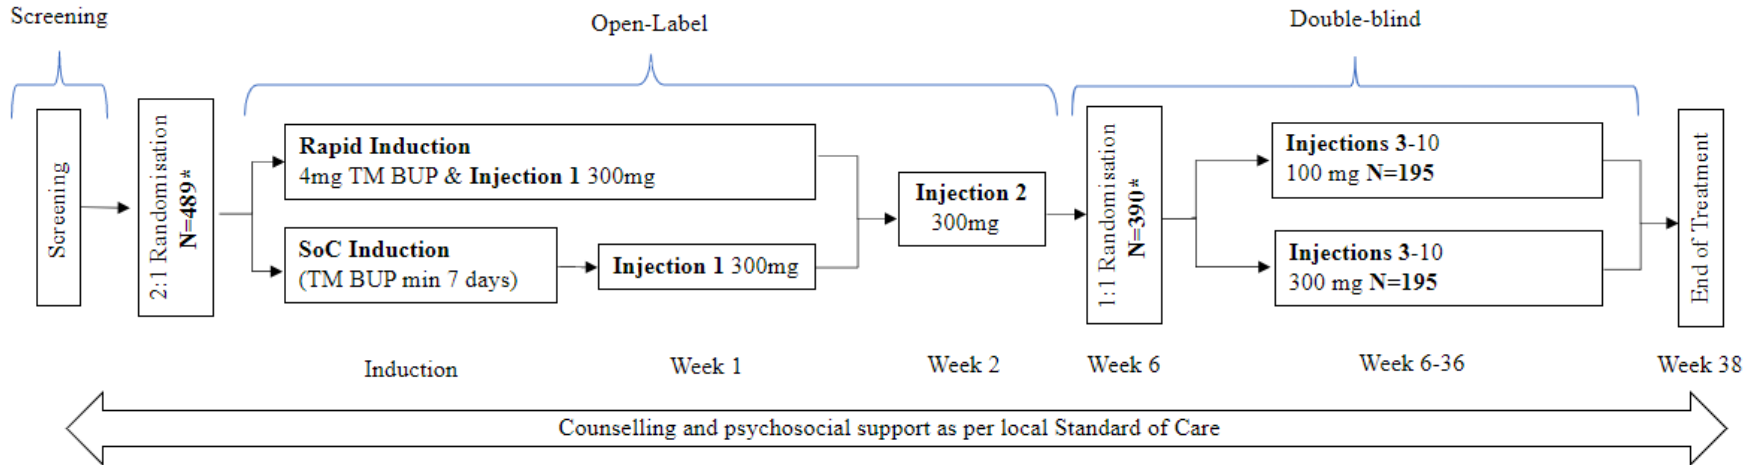 Screening
Open-Label
Double-blind
Screening
2:1 Randomisation
N=489*
Rapid Induction
4mg TM BUP & Injection 1 300mg
SoC Induction
(TM BUP min 7 days)
Injection 1 300mg
Injection 2
300mg
1:1 Randomisation
N=390*
Injections 3-10
100 mg N=195
Injections 3-10
300 mg N=195
End of Treatment
Induction
Week 1
Week 2
Week 6
Week 6-36
Week 38
Counselling and psychosocial support as per local Standard of Care